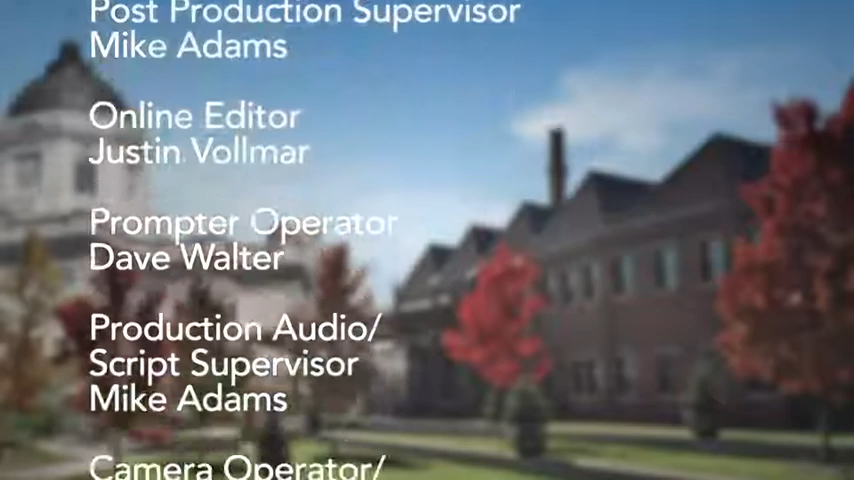 Post Production Supervisor
Mike Adams
Online Editor
Justin Vollmar
Prompter Operator
Dave Walter
Production Audio/
Script Supervisor
Mike Adams
Camera Operator/